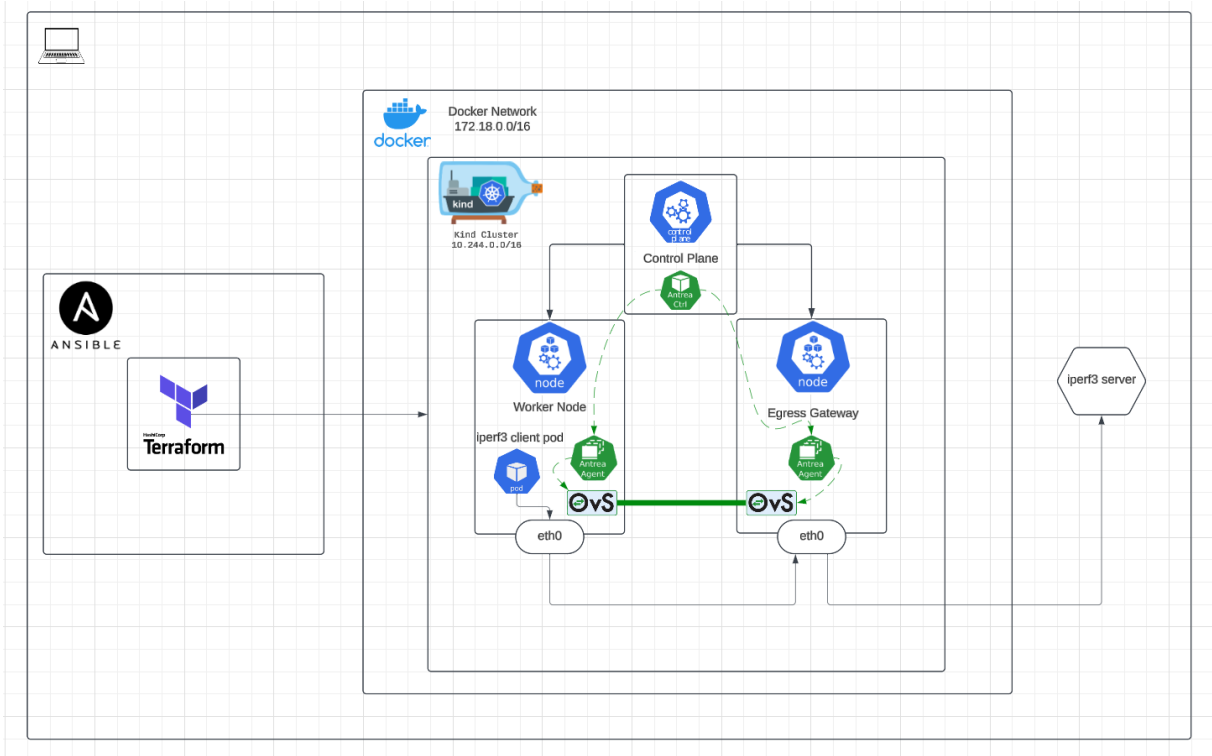 docker
Docker Network
172.18.0.0/16
kind
Kind Cluster
10.244.0.0/16
control
plane
Control Plane
Antrea
Ctrl
ANSIBLE
HashiCorp
Terraform
node
Worker Node
node
Egress Gateway
iperf3 server
iperf3 client pod
pod
Antrea
Agent
Antrea
Agent
OvS
OvS
eth0
eth0